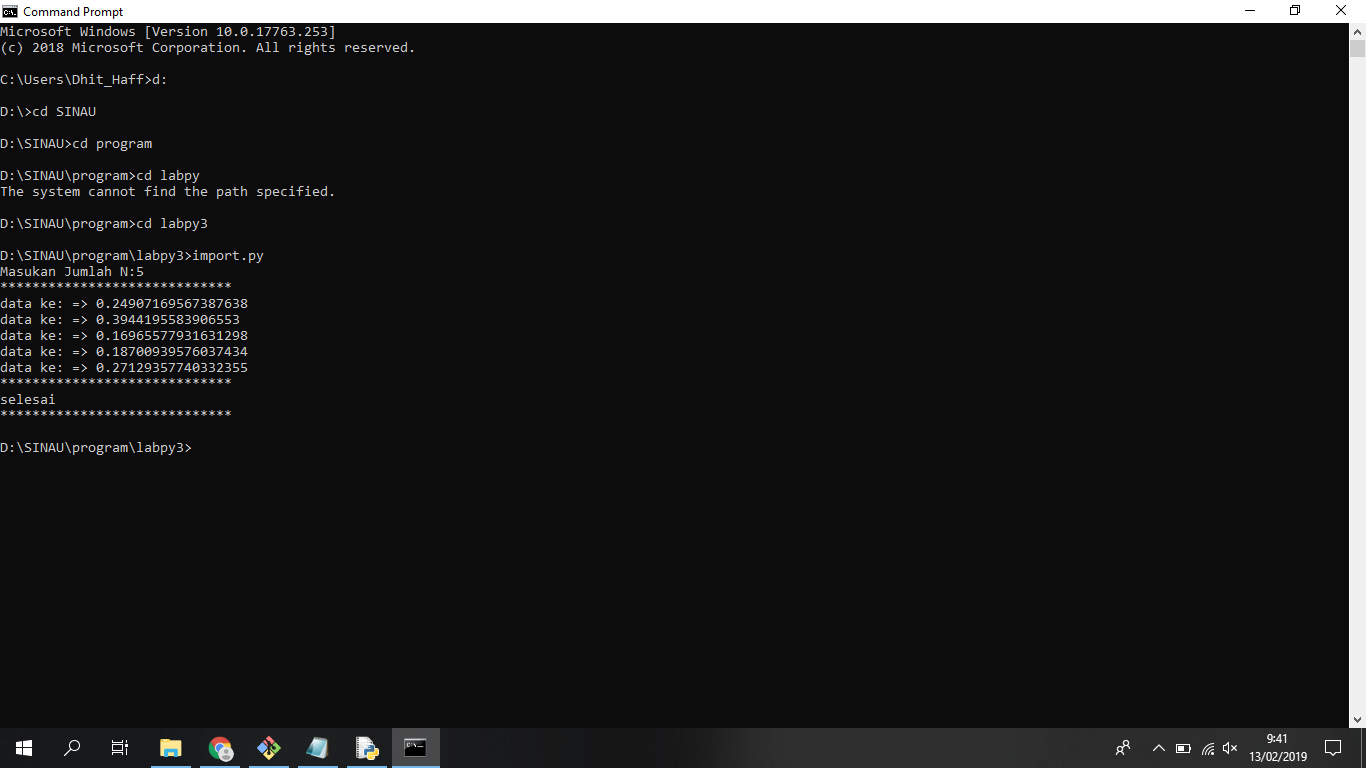 Command Prompt
Microsoft Windows [Version 10.0.17763.253]
(c) 2018 Microsoft Corporation. All rights reserved.
C:\Users\Dhit_Haff>d:
D:\>cd SINAU
D:\SINAU>cd program
D:\SINAU\program>cd labpy
The system cannot find the path specified.
D:\SINAU\program>cd labpy3
D:\SINAU\program\labpy3>import.py
Masukan Jumlah N:5
*****************************
data ke: => 0.24907169567387638
data ke: => 0.3944195583906553
data ke: => 0.16965577931631298
data ke: => 0.18700939576037434
data ke: => 0.27129357740332355
*****************************
selesai
*****************************
D:\SINAU\program\labpy3>
9:41
13/02/2019